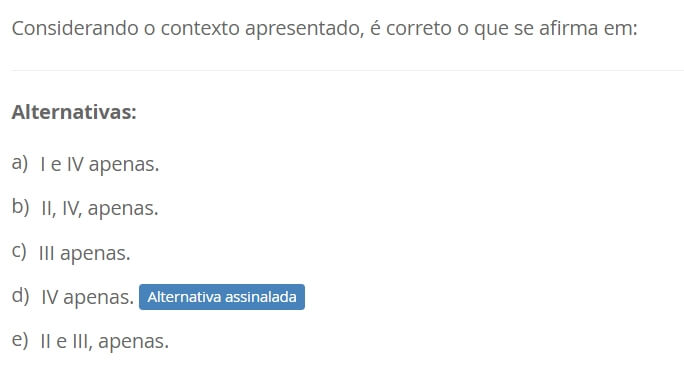 Considerando o contexto apresentado, é correto o que se afirma em:
Alternativas:
a) I e IV apenas.
b) II, IV, apenas.
c) III apenas.
d) IV apenas. Alternativa assinalada
e) II e III, apenas.